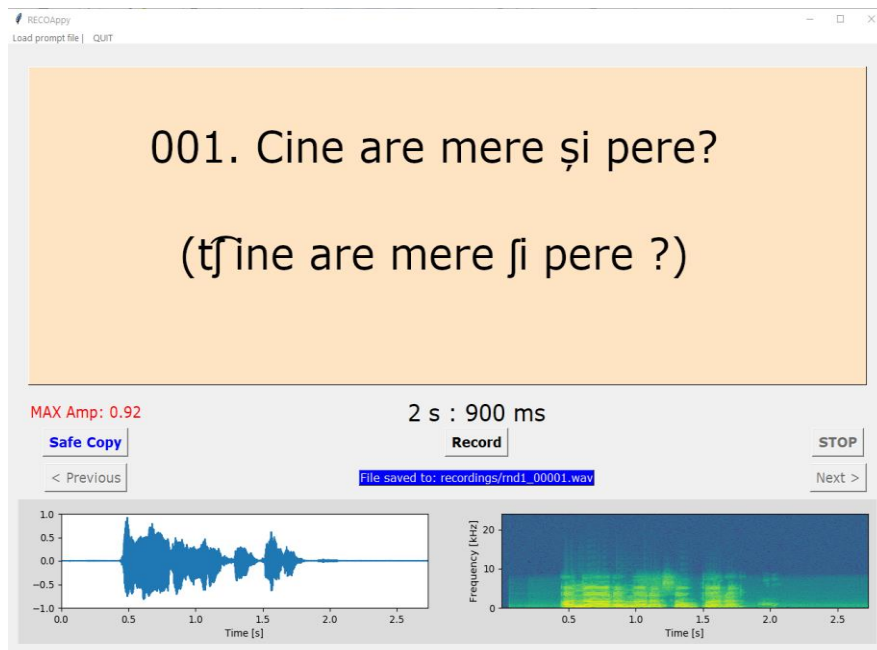 RECOAppy
Load prompt file | QUIT
001. Cine are mere și pere?
(t͡ʃ ine are mere ʃi pere ?)
MAX Amp: 0.92
2 s : 900 ms
Safe Copy
Record
STOP
< Previous
File saved to: recordings/rnd1_00001.wav
Next >
1.0
0.5
0.0
−0.5
−1.0
0.0 0.5 1.0 1.5 2.0 2.5
Time [s]
Frequency [kHz]
20
10
0
0.5 1.0 1.5 2.0 2.5
Time [s]